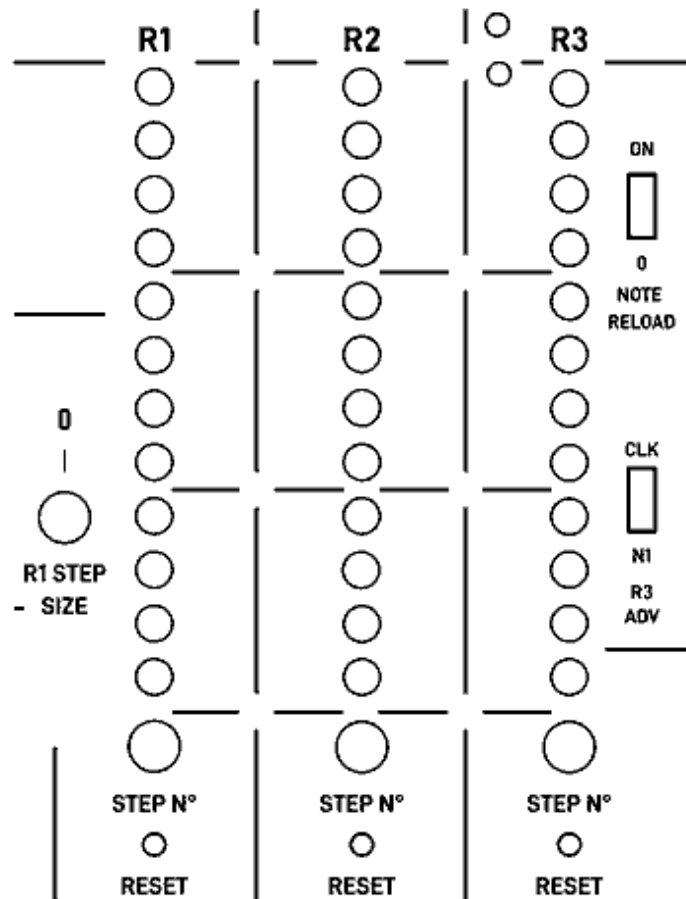 R1 R2 R3
ON
0
NOTE
RELOAD
0
CLK
N1
R1 STEP
- SIZE
R3
ADV
STEP N° STEP N° STEP N°
RESET RESET RESET